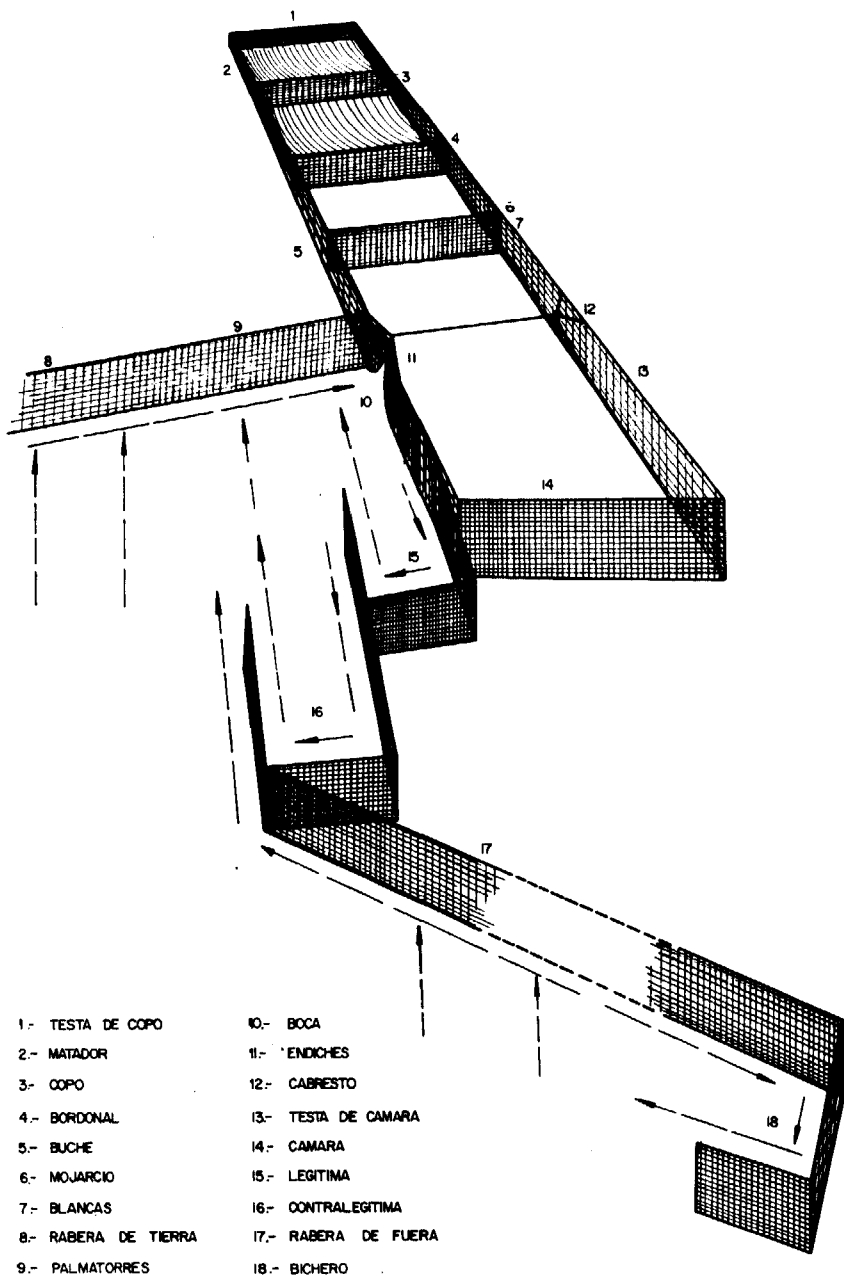 1
2
3
4
5
6
7
8
9
10
11
12
13
14
15
16
17
18
1.- TESTA DE COPO
2.- MATADOR
3.- COPO
4.- BORDONAL
5.- BUCHE
6.- MOJARCIO
7.- BLANCAS
8.- RABERA DE TIERRA
9.- PALMATORRES
10.- BOCA
11.- ENDICHES
12.- CABRESTO
13.- TESTA DE CAMARA
14.- CAMARA
15.- LEGITIMA
16.- CONTRALEGITIMA
17.- RABERA DE FUERA
18.- BICHERO